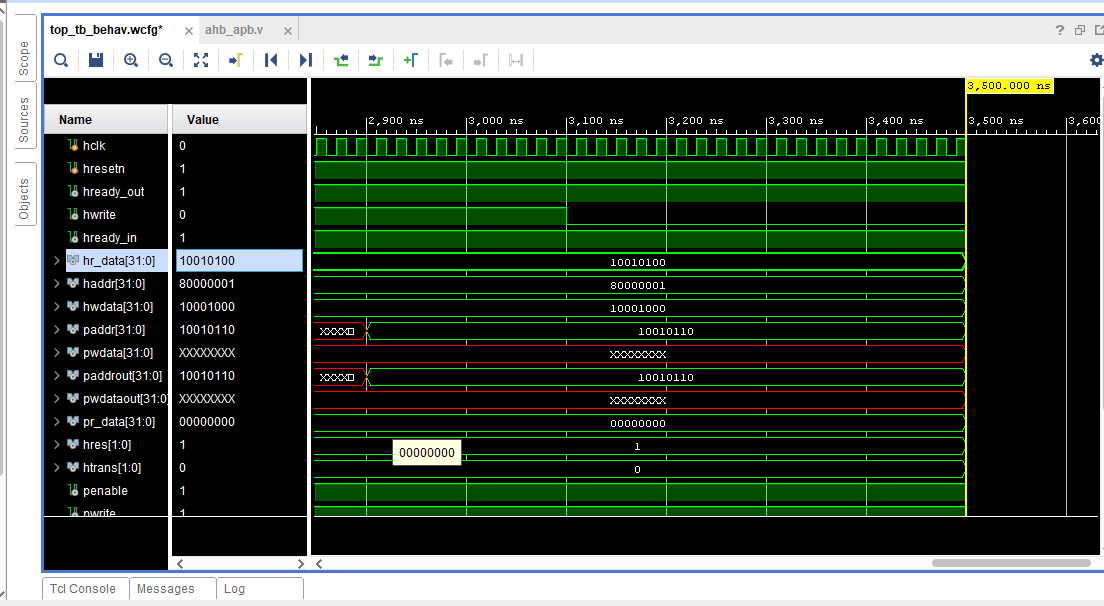 top_tb_behav.wcfg*
ahb_apb.v
Scope
Sources
Objects
3,500.000 ns
Name Value
2,900 ns 3,000 ns 3,100 ns 3,200 ns 3,300 ns 3,400 ns 3,500 ns 3,600
hclk 0
hresetn 1
hready_out 1
hwrite 0
hready_in 1
hr_data[31:0] 10010100 10010100
haddr[31:0] 80000001 80000001
hwdata[31:0] 10001000 10001000
paddr[31:0] 10010110 XXXX 10010110
pwdata[31:0] XXXXXXXX XXXXXXXX
paddrout[31:0] 10010110 XXXX 10010110
pwdataout[31:0 XXXXXXXX XXXXXXXX
pr_data[31:0] 00000000 00000000
hres[1:0] 1 1
00000000
htrans[1:0] 0 0
penable 1
pwrite 1
Tcl Console Messages Log